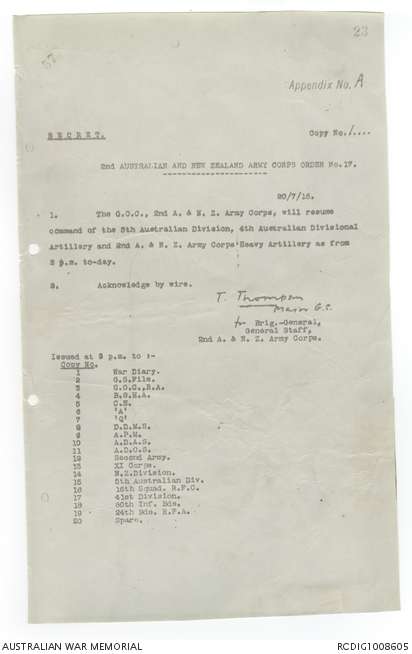 23
57
Appendix No. A
SECRET.
Copy No. 1....
2nd AUSTRALIAN AND NEW ZEALAND ARMY CORPS ORDER No. 17.
20/7/16.
1. The G.O.C., 2nd A. & N. Z. Army Corps, will resume
command of the 5th Australian Division, 4th Australian Divisional
Artillery and 2nd A. & N. Z. Army Corps Heavy Artillery as from
2 p.m. to-day.
2. Acknowledge by wire.
T. Thompson
Major G.S.
for Brig.-General,
General Staff,
2nd A. & N. Z. Army Corps.
Issued at 2 p.m. to :-
Copy No.
1 War Diary.
2 G.S.File.
3 G.O.C.,R.A.
4 B.G.H.A.
5 C.E.
6 'A'
7 'Q'
8 D.D.M.S.
9 A.P.M.
10 A.D.A.S.
11 A.D.O.S.
12 Second Army.
13 XI Corps.
14 N.Z.Division.
15 5th Australian Div.
16 16th Squad. R.F.C.
17 41st Division.
18 60th Inf. Bde.
19 24th Bde. R.F.A.
20 Spare.
AUSTRALIAN WAR MEMORIAL
RCDIG1008605